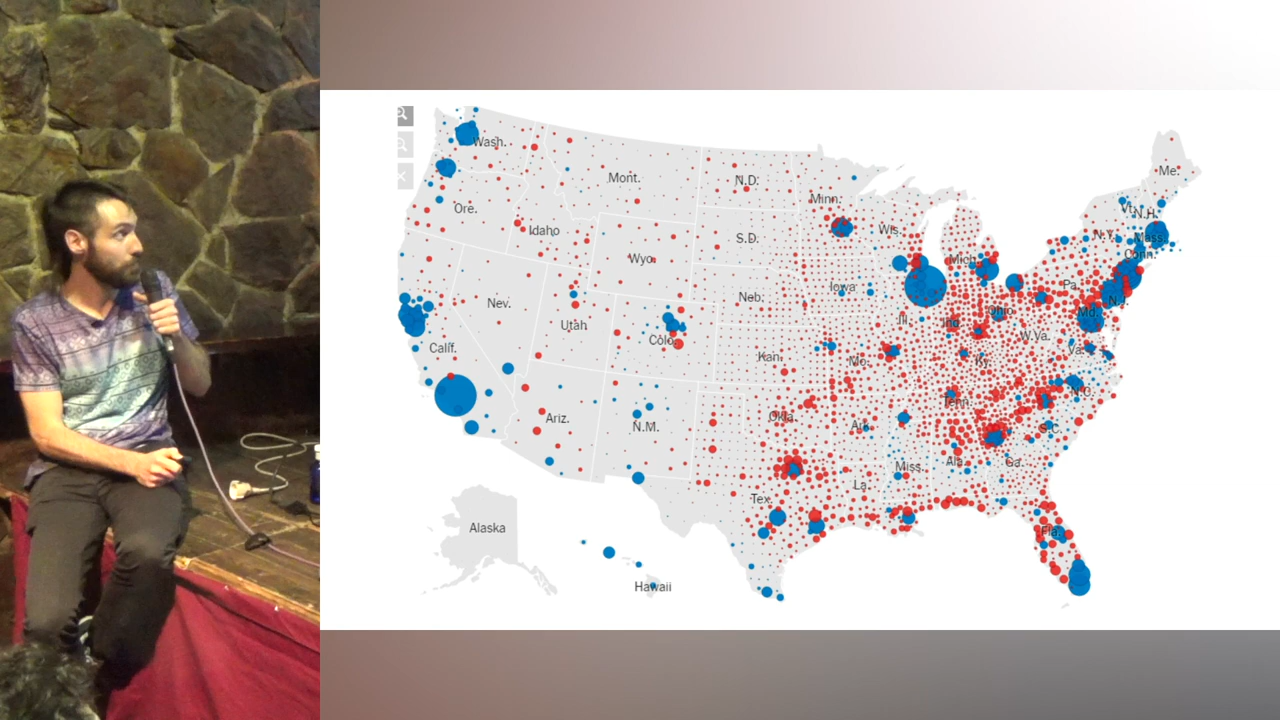 Wash.
Mont.
N.D.
Minn.
Me.
Ore.
Idaho
S.D.
Wis.
Mich.
Vt.
N.H.
N.Y.
Mass.
Conn.
Wyo.
Nev.
Utah
Colo.
Neb.
Iowa
Ill.
Ind.
Ohio
Pa.
N.J.
Md.
W.Va.
Va.
Calif.
Kan.
Mo.
Ky.
Ariz.
N.M.
Okla.
Ar
Tenn.
N.C.
S.C.
Tex.
La.
Miss.
Ala.
Ga.
Fla.
Alaska
Hawaii